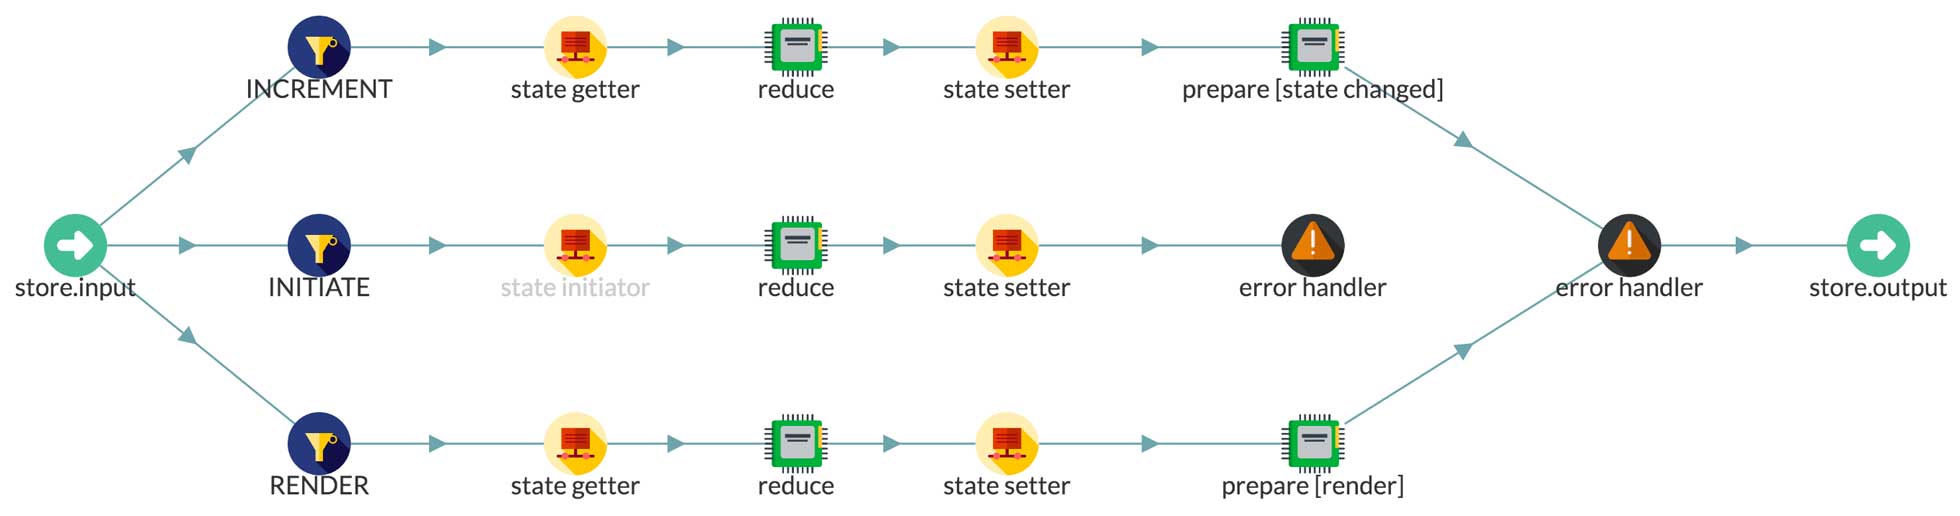 INCREMENT
state getter
reduce
state setter
prepare [state changed]
store.input
INITIATE
state initiator
reduce
state setter
error handler
error handler
store.output
RENDER
state getter
reduce
state setter
prepare [render]